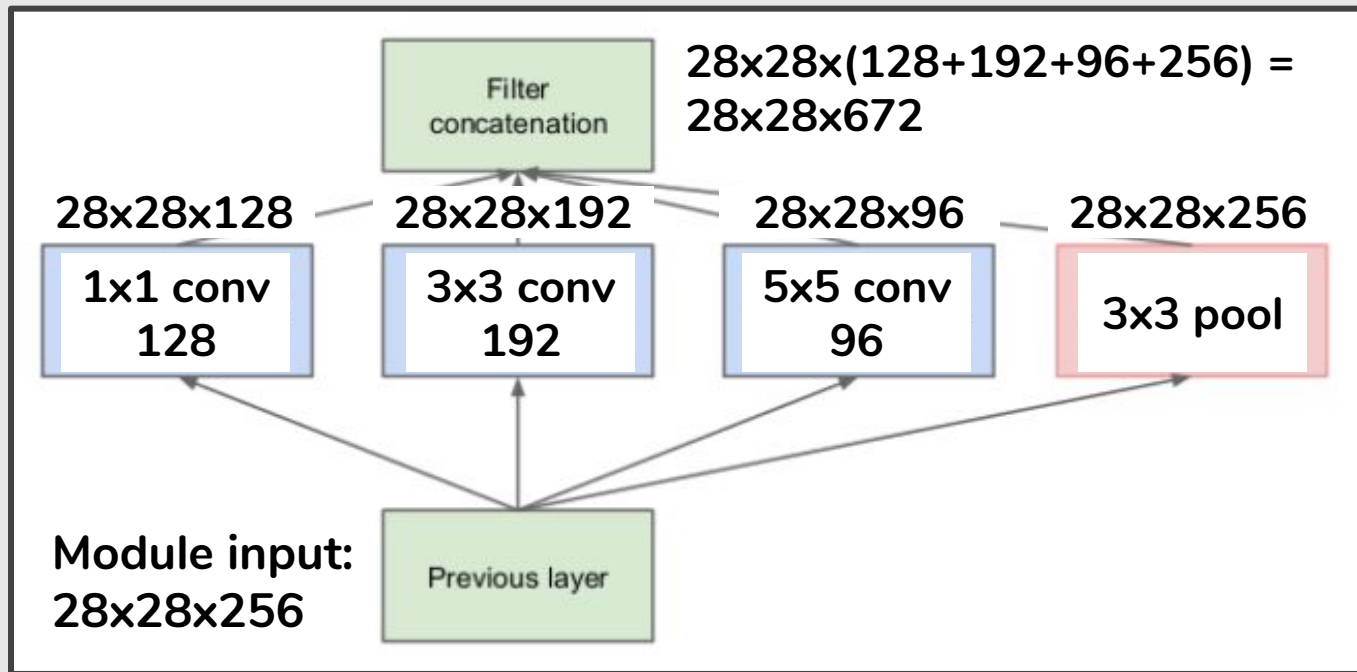 Filter
concatenation
28x28x(128+192+96+256) =
28x28x672
28x28x128
28x28x192
28x28x96
28x28x256
1x1 conv
128
3x3 conv
192
5x5 conv
96
3x3 pool
Module input:
28x28x256
Previous layer